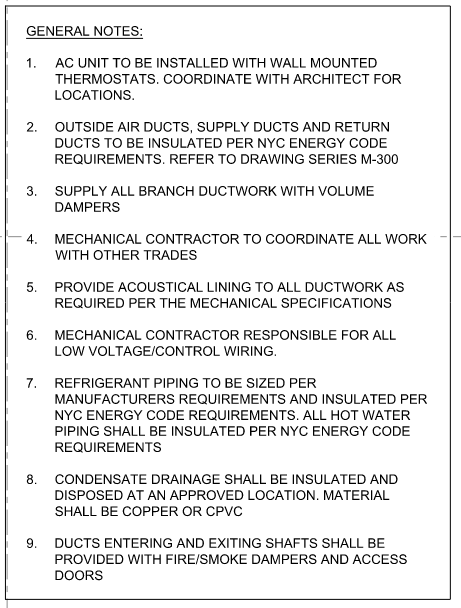 GENERAL NOTES:
1. AC UNIT TO BE INSTALLED WITH WALL MOUNTED
THERMOSTATS. COORDINATE WITH ARCHITECT FOR
LOCATIONS.
2. OUTSIDE AIR DUCTS, SUPPLY DUCTS AND RETURN
DUCTS TO BE INSULATED PER NYC ENERGY CODE
REQUIREMENTS. REFER TO DRAWING SERIES M-300
3. SUPPLY ALL BRANCH DUCTWORK WITH VOLUME
DAMPERS
4. MECHANICAL CONTRACTOR TO COORDINATE ALL WORK
WITH OTHER TRADES
5. PROVIDE ACOUSTICAL LINING TO ALL DUCTWORK AS
REQUIRED PER THE MECHANICAL SPECIFICATIONS
6. MECHANICAL CONTRACTOR RESPONSIBLE FOR ALL
LOW VOLTAGE/CONTROL WIRING.
7. REFRIGERANT PIPING TO BE SIZED PER
MANUFACTURERS REQUIREMENTS AND INSULATED PER
NYC ENERGY CODE REQUIREMENTS. ALL HOT WATER
PIPING SHALL BE INSULATED PER NYC ENERGY CODE
REQUIREMENTS
8. CONDENSATE DRAINAGE SHALL BE INSULATED AND
DISPOSED AT AN APPROVED LOCATION. MATERIAL
SHALL BE COPPER OR CPVC
9. DUCTS ENTERING AND EXITING SHAFTS SHALL BE
PROVIDED WITH FIRE/SMOKE DAMPERS AND ACCESS
DOORS